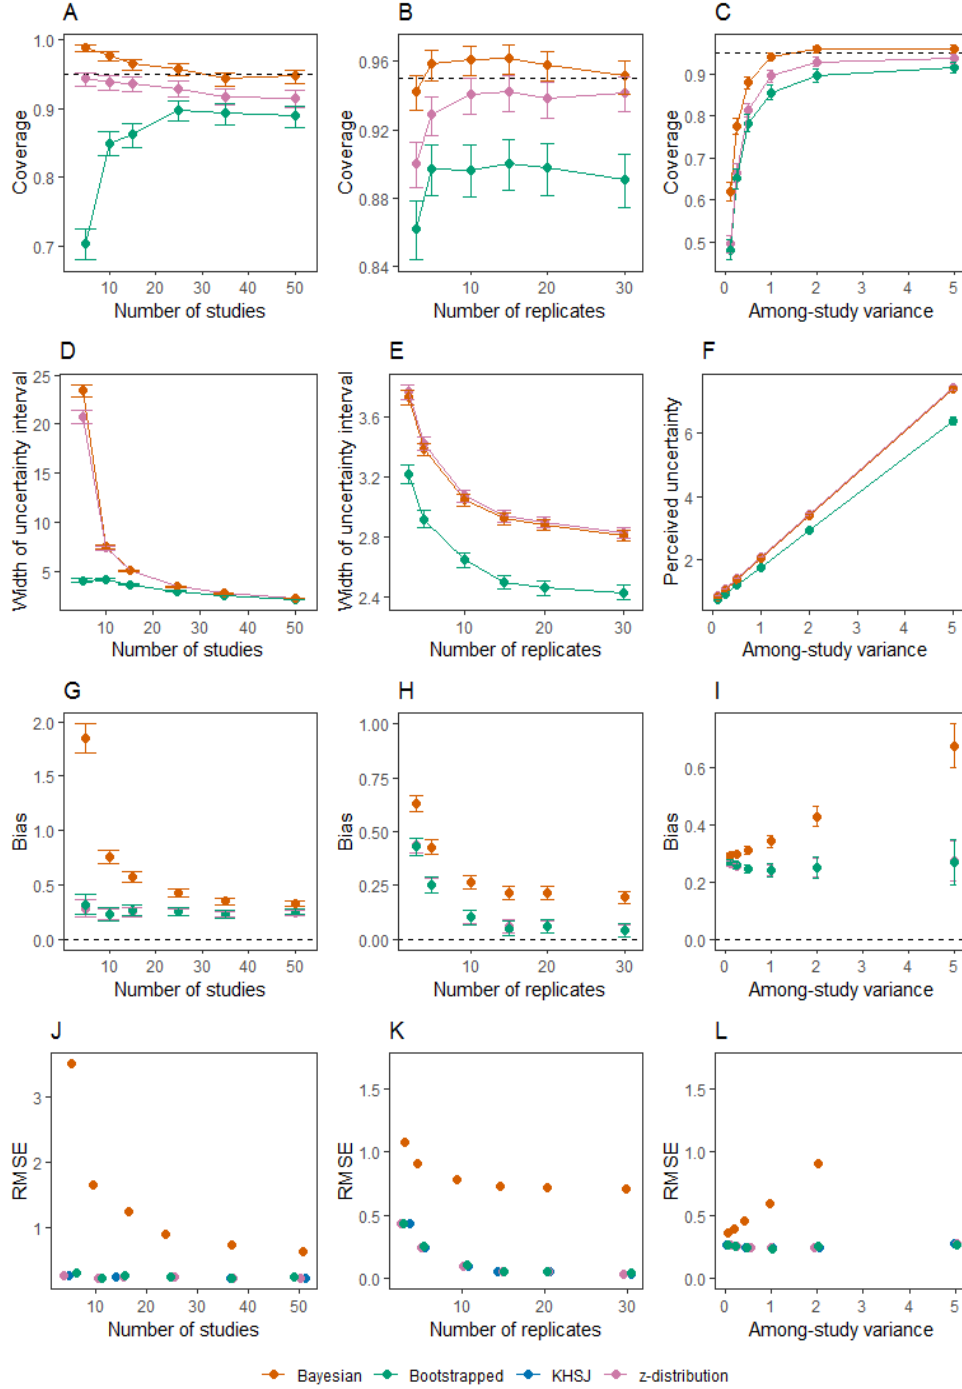 A B C
1.0
0.9
0.8
0.7
Coverage
10 20 30 40 50
Number of studies
0.96
0.92
0.88
0.84
Coverage
10 20 30
Number of replicates
0.9
0.8
0.7
0.6
0.5
Coverage
0 1 2 3 4 5
Among-study variance
D E F
25
20
15
10
5
Width of uncertainty interval
10 20 30 40 50
Number of studies
3.6
3.2
2.8
2.4
Width of uncertainty interval
10 20 30
Number of replicates
6
4
2
Perceived uncertainty
0 1 2 3 4 5
Among-study variance
G H I
2.0
1.5
1.0
0.5
0.0
Bias
10 20 30 40 50
Number of studies
1.00
0.75
0.50
0.25
0.00
Bias
10 20 30
Number of replicates
0.6
0.4
0.2
0.0
Bias
0 1 2 3 4 5
Among-study variance
J K L
3
2
1
RMSE
10 20 30 40 50
Number of studies
1.5
1.0
0.5
0.0
RMSE
10 20 30
Number of replicates
1.5
1.0
0.5
0.0
RMSE
0 1 2 3 4 5
Among-study variance
Bayesian Bootstrapped KHSJ z-distribution